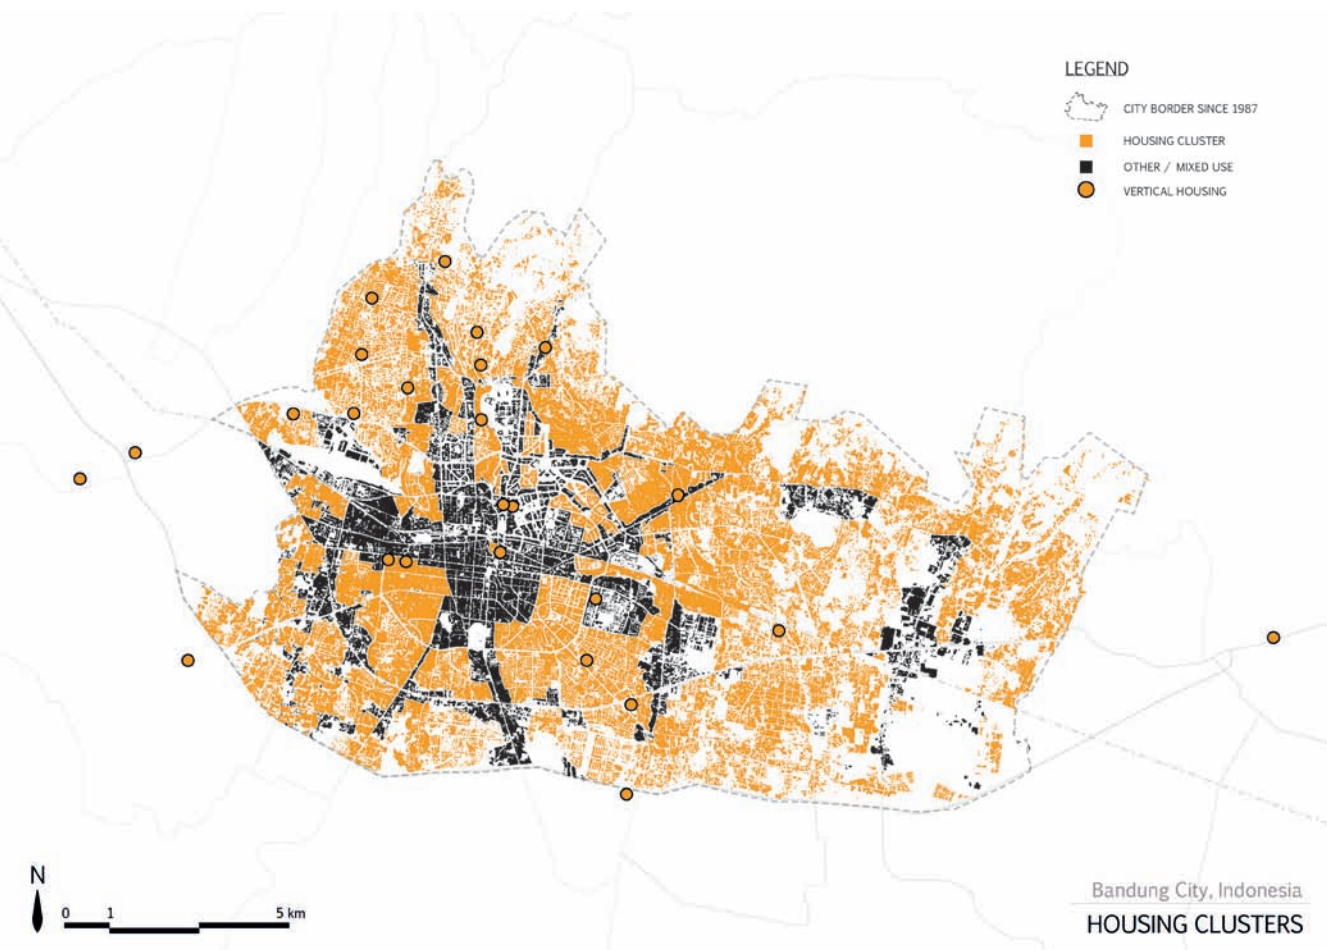 LEGEND
CITY BORDER SINCE 1987
HOUSING CLUSTER
OTHER / MIXED USE
VERTICAL HOUSING
N
0 1 5 km
Bandung City, Indonesia
HOUSING CLUSTERS